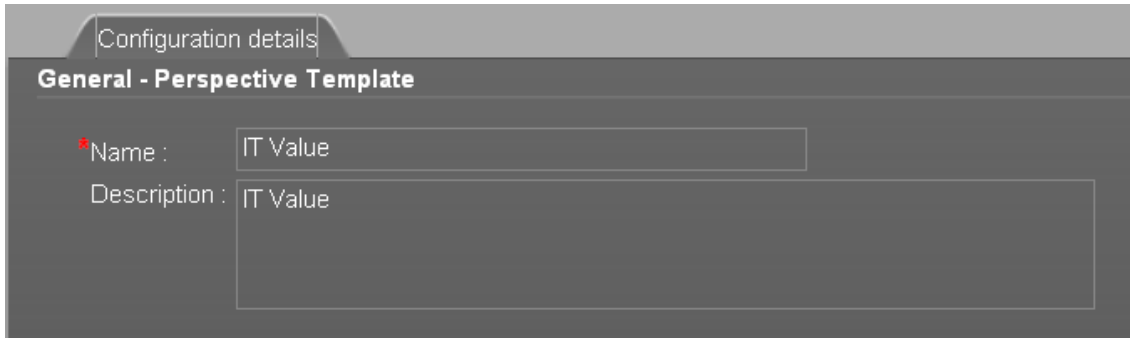 Configuration details
General - Perspective Template
*Name : IT Value
Description : IT Value